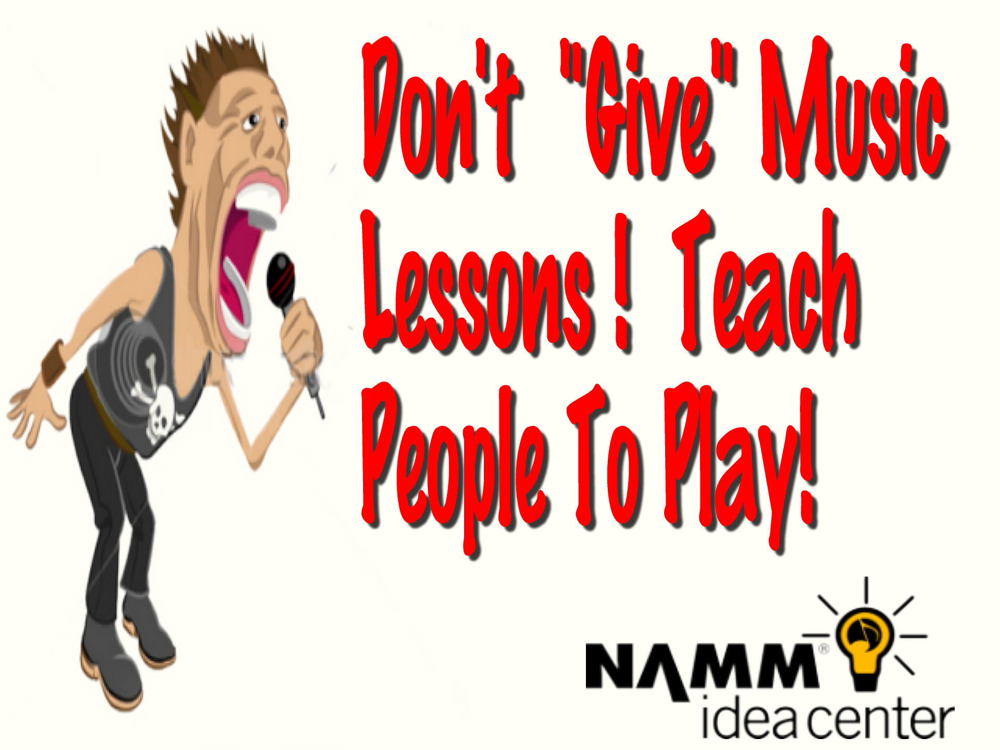 Don't "Give" Music
Lessons! Teach
People To Play!
NAMM®
idea center